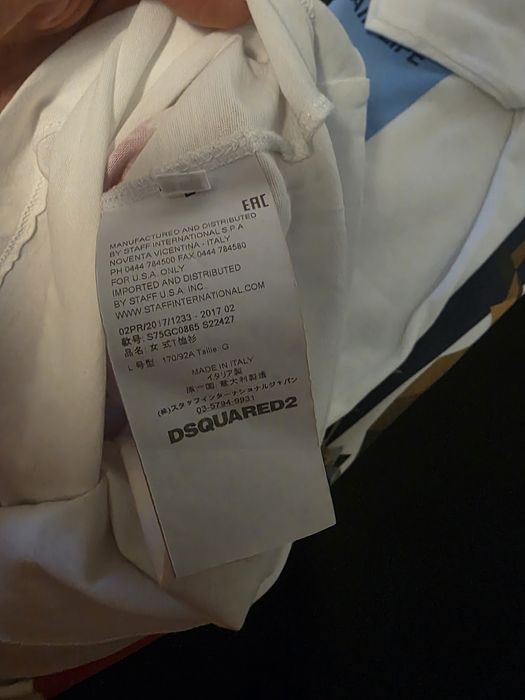 EAC
MANUFACTURED AND DISTRIBUTED
BY STAFF INTERNATIONAL S P A
NOVENTA VICENTINA - ITALY
PH 0444 784500 FAX 0444 784580
FOR U.S.A. ONLY
IMPORTED AND DISTRIBUTED
BY STAFF U.S.A. INC.
WWW.STAFFINTERNATIONAL.COM
02PR/2017/1233 - 2017 02
款号: S75GC0865 S22427
品名: 女 式T恤衫
L 号型: 170/92A Taille: G
MADE IN ITALY
イタリア製
原一国: 意大利製造
(株)スタッフインターナショナルジャパン
03-5794-9931
DSQUARED2
LIFE